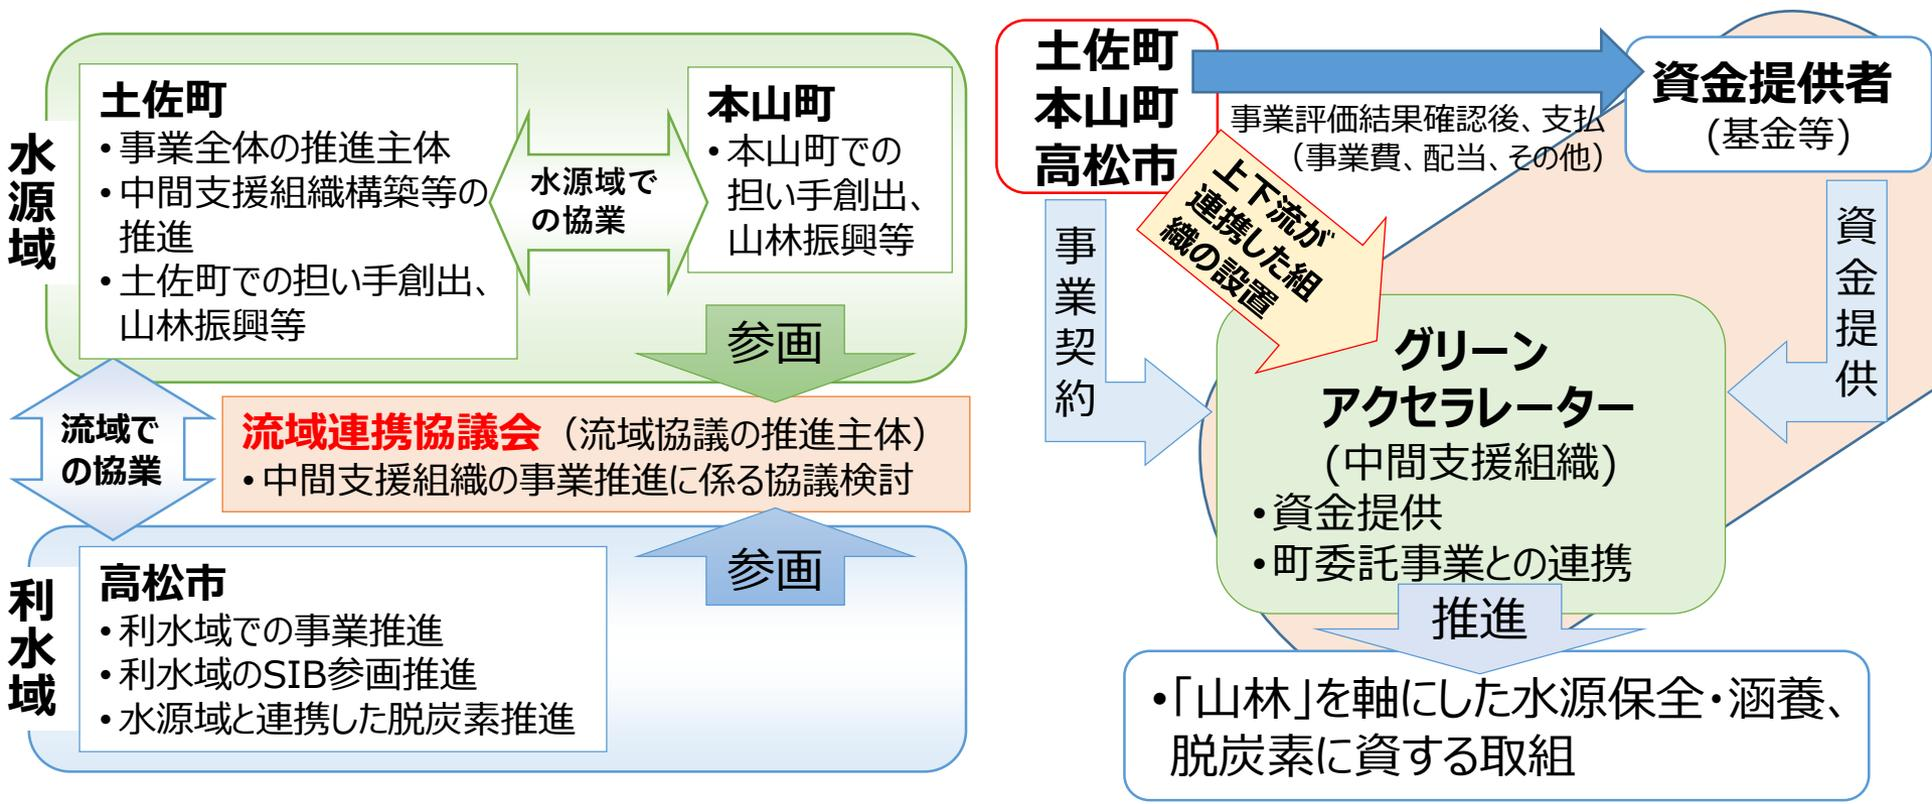 水源域
土佐町
•事業全体の推進主体
•中間支援組織構築等の
推進
•土佐町での担い手創出、
山林振興等
水源域で
の協業
本山町
•本山町での
担い手創出、
山林振興等
参画
流域で
の協業
流域連携協議会（流域協議の推進主体）
•中間支援組織の事業推進に係る協議検討
参画
利水域
高松市
•利水域での事業推進
•利水域のSIB参画推進
•水源域と連携した脱炭素推進
土佐町
本山町
高松市
事業評価結果確認後、支払
（事業費、配当、その他）
資金提供者
(基金等)
上下流が
連携した組
織の設置
事業契約
資金提供
グリーン
アクセラレーター
(中間支援組織)
•資金提供
•町委託事業との連携
推進
•「山林」を軸にした水源保全・涵養、
脱炭素に資する取組